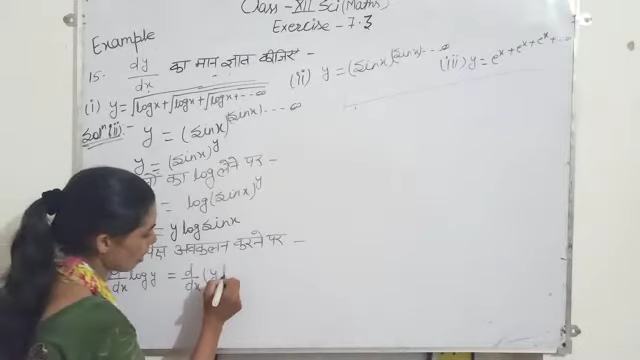 Class - XII Sci (Maths)
Exercise - 7.3
Example
15. dy/dx का मान ज्ञात कीजिए -
(i) y = √logx + √logx + √logx + --- ∞ (ii) y = (sinx)^(sinx)^--- ∞ (iii) y = e^x + e^x + e^x + --- ∞
Solⁿ (ii) :- y = (sinx)^(sinx) --- ∞
y = (sinx)^y
का log लेने पर -
= log(sinx)^y
= y log sinx
पक्ष अवकलन करने पर -
d/dx log y = d/dx (y l